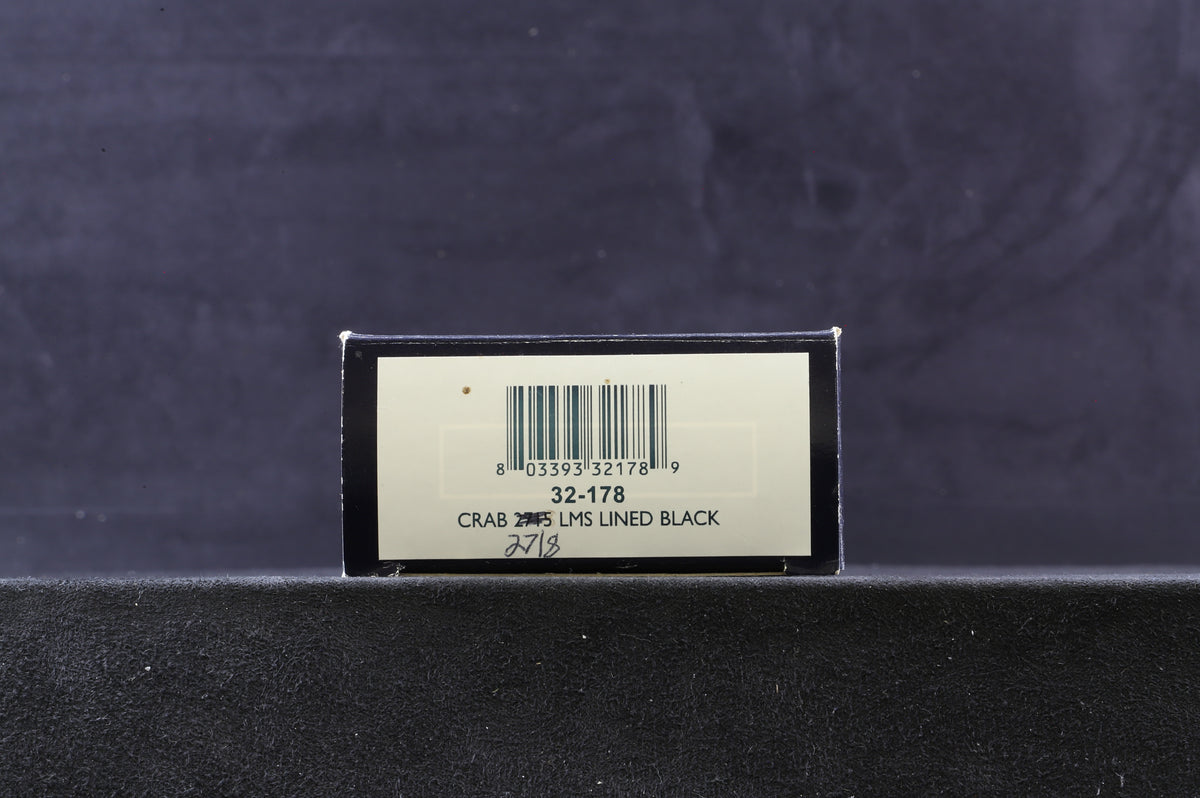 8 03393 32178 9
32-178
CRAB 2715 LMS LINED BLACK
2718